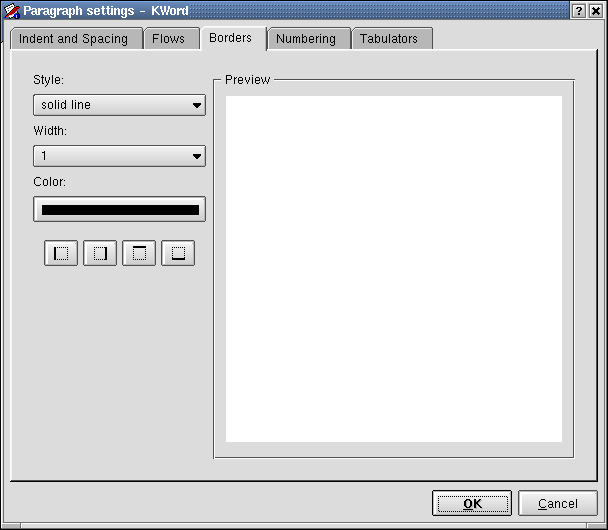 Paragraph settings - KWord
Indent and Spacing Flows Borders Numbering Tabulators
Style:
solid line
Width:
1
Color:
Preview
OK Cancel